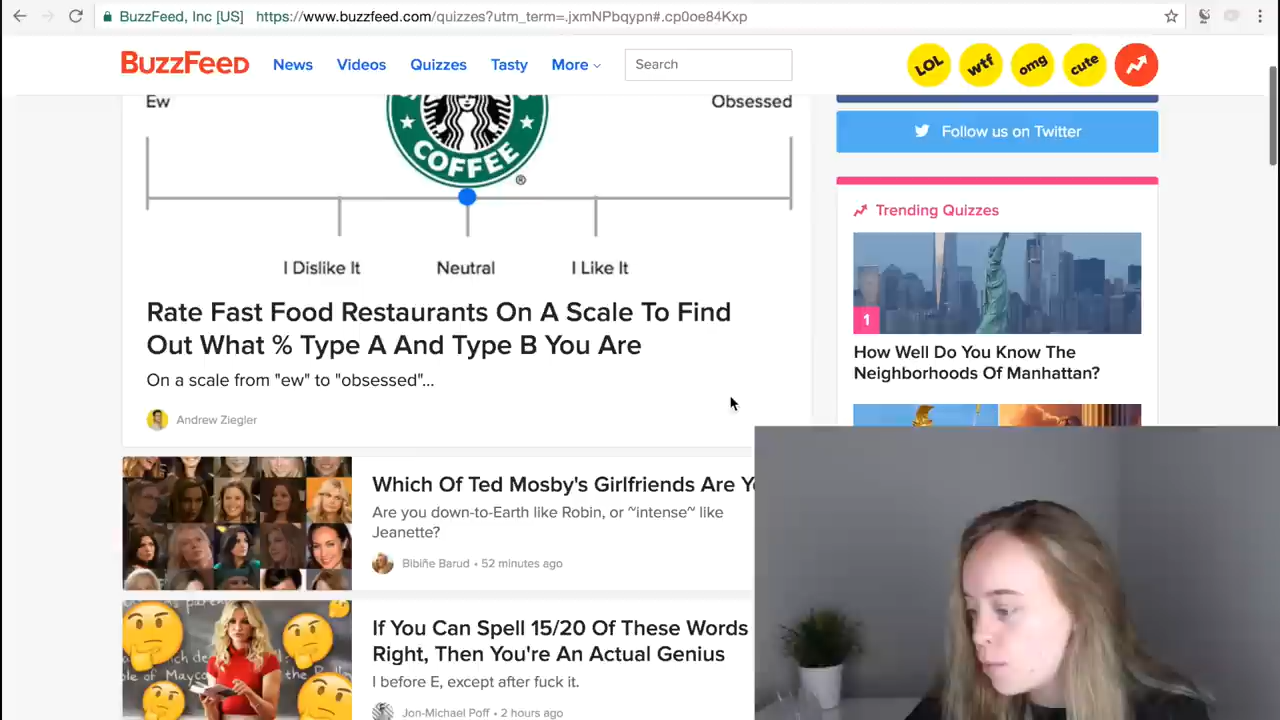 BuzzFeed, Inc [US] https://www.buzzfeed.com/quizzes?utm_term=.jxmNPbqypn#.cp0oe84Kxp
BuzzFeed News Videos Quizzes Tasty More Search LOL wtf omg cute
Ew Obsessed
COFFEE
®
I Dislike It Neutral I Like It
Rate Fast Food Restaurants On A Scale To Find
Out What % Type A And Type B You Are
On a scale from "ew" to "obsessed"...
Andrew Ziegler
Which Of Ted Mosby's Girlfriends Are
Are you down-to-Earth like Robin, or ~intense~ like
Jeanette?
Bibiñe Barud • 52 minutes ago
If You Can Spell 15/20 Of These Words
Right, Then You're An Actual Genius
I before E, except after fuck it.
Jon-Michael Poff • 2 hours ago
Follow us on Twitter
Trending Quizzes
1
How Well Do You Know The
Neighborhoods Of Manhattan?